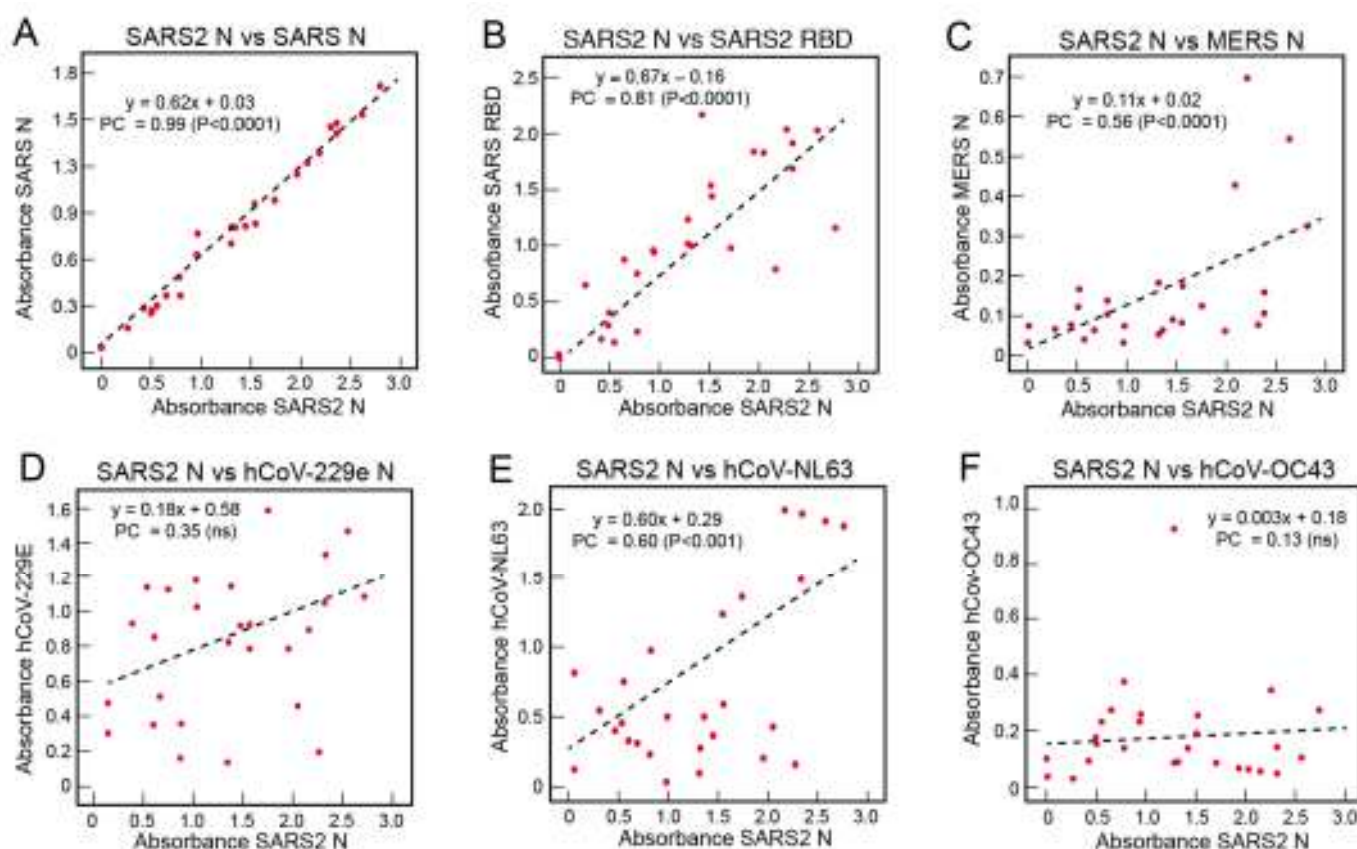 A
SARS2 N vs SARS N
y = 0.62x + 0.03
PC = 0.99 (P<0.0001)
Absorbance SARS N
1.8
1.5
1.3
0.9
0.6
0.3
0
0 0.5 1.0 1.5 2.0 2.5 3.0
Absorbance SARS2 N
B
SARS2 N vs SARS2 RBD
y = 0.67x – 0.16
PC = 0.81 (P<0.0001)
Absorbance SARS RBD
2.5
2.0
1.5
1.0
0.5
0
0 0.5 1.0 1.5 2.0 2.5 3.0
Absorbance SARS2 N
C
SARS2 N vs MERS N
y = 0.11x + 0.02
PC = 0.56 (P<0.0001)
Absorbance MERS N
0.7
0.6
0.5
0.4
0.3
0.2
0.1
0
0 0.5 1.0 1.5 2.0 2.5 3.0
Absorbance SARS2 N
D
SARS2 N vs hCoV-229e N
y = 0.18x + 0.58
PC = 0.35 (ns)
Absorbance hCoV-229E
1.6
1.4
1.2
1.0
0.8
0.6
0.4
0.2
0
0 0.5 1.0 1.5 2.0 2.5 3.0
Absorbance SARS2 N
E
SARS2 N vs hCoV-NL63
y = 0.60x + 0.29
PC = 0.60 (P<0.001)
Absorbance hCoV-NL63
2.0
1.5
1.0
0.5
0
0 0.5 1.0 1.5 2.0 2.5 3.0
Absorbance SARS2 N
F
SARS2 N vs hCoV-OC43
y = 0.003x + 0.18
PC = 0.13 (ns)
Absorbance hCov-OC43
1.0
0.8
0.6
0.4
0.2
0
0 0.5 1.0 1.5 2.0 2.5 3.0
Absorbance SARS2 N